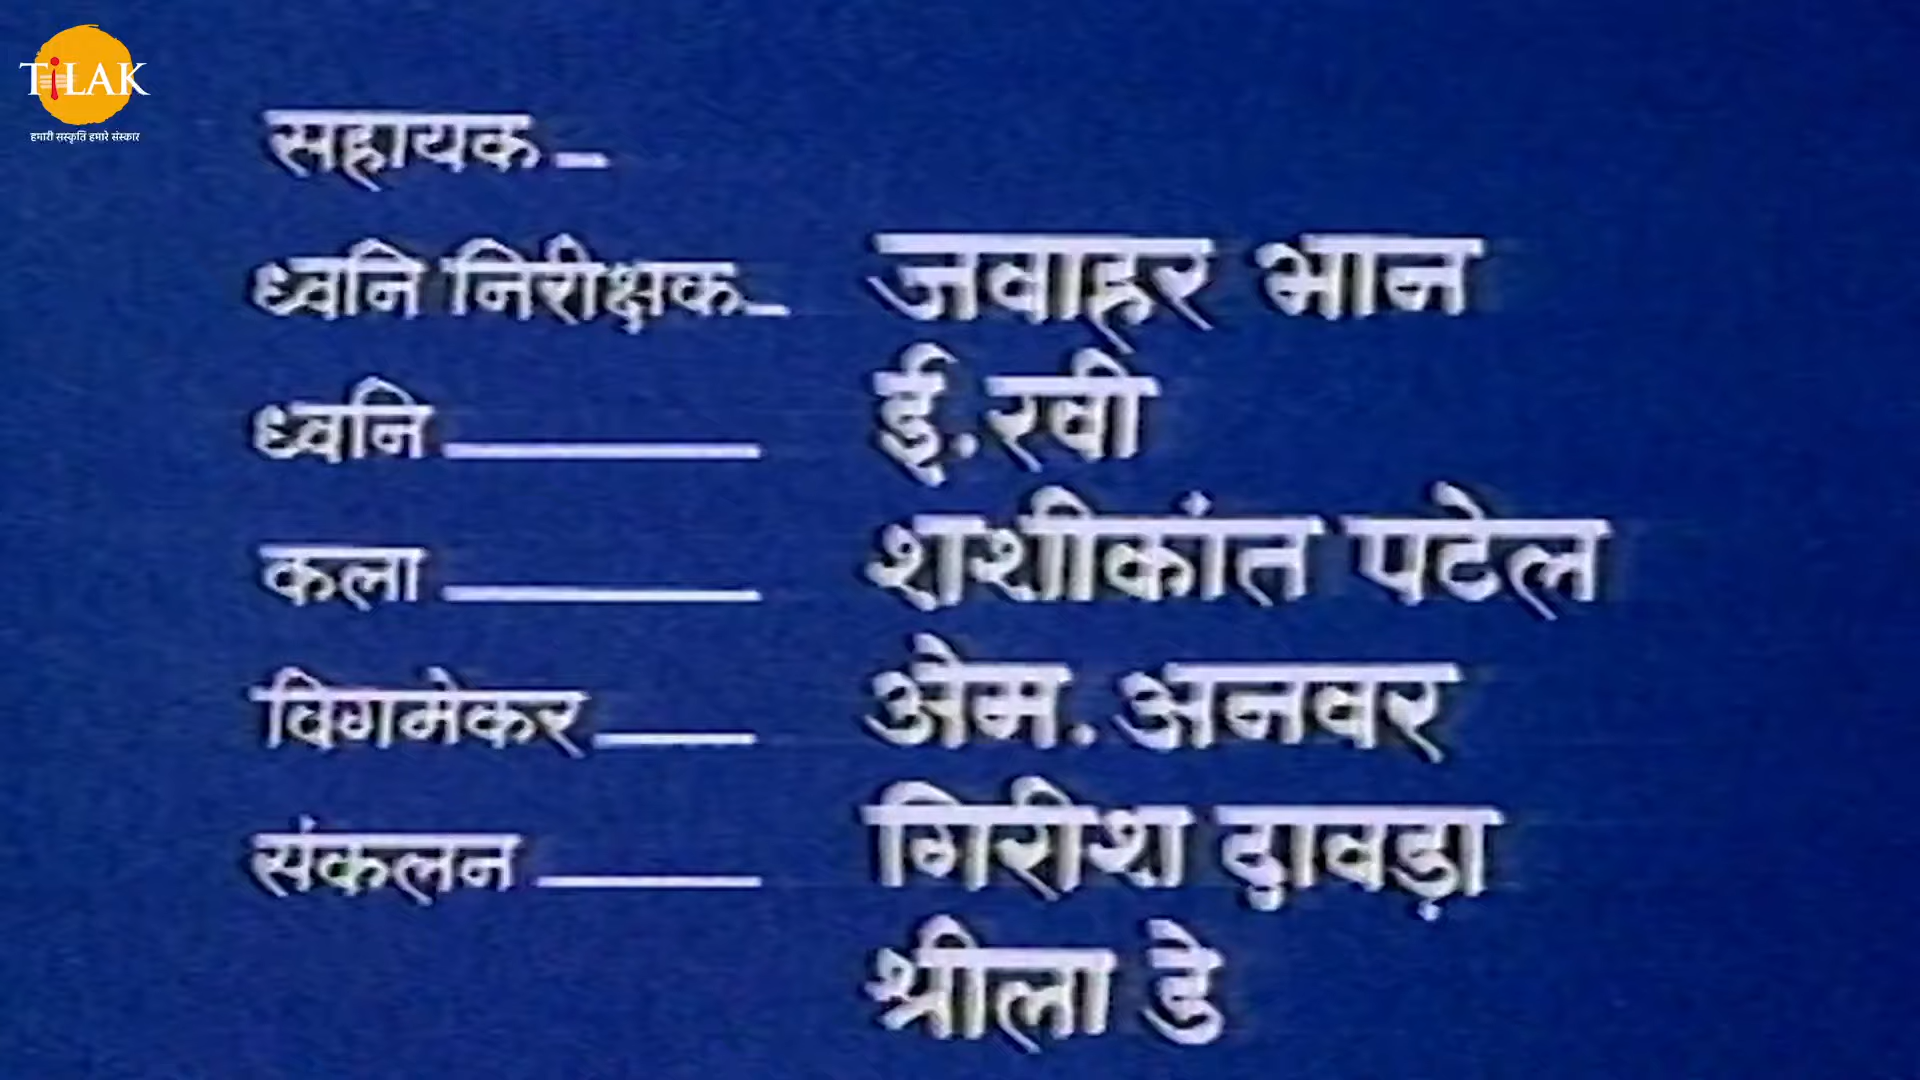 TiLAK
हमारी संस्कृति हमारे संस्कार
सहायक –
ध्वनि निरीक्षक – जवाहर भान
ध्वनि ——— ई. रवी
कला ——— शशीकांत पटेल
विगमेकर —— अेम. अनवर
संकलन ——— गिरीश दावड़ा
श्रीला डे